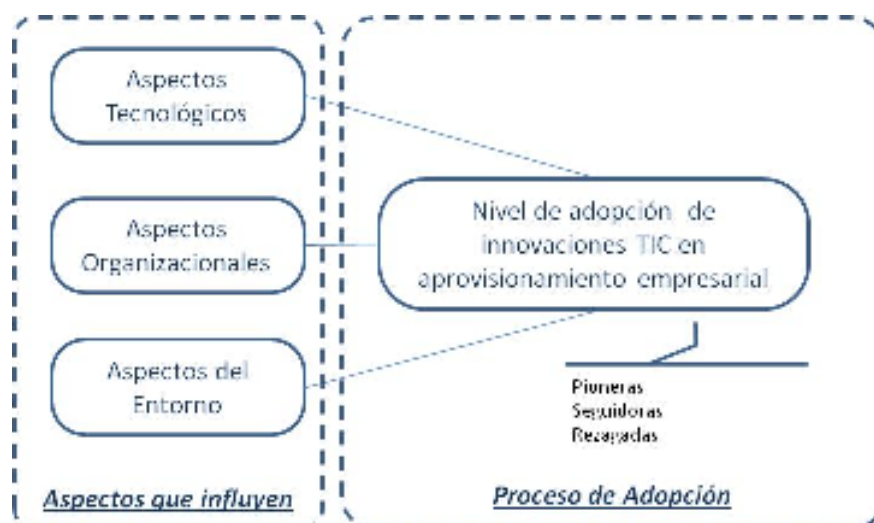 Aspectos
Tecnológicos
Aspectos
Organizacionales
Aspectos del
Entorno
Aspectos que influyen
Nivel de adopción de
innovaciones TIC en
aprovisionamiento empresarial
Pioneras
Seguidoras
Rezagadas
Proceso de Adopción